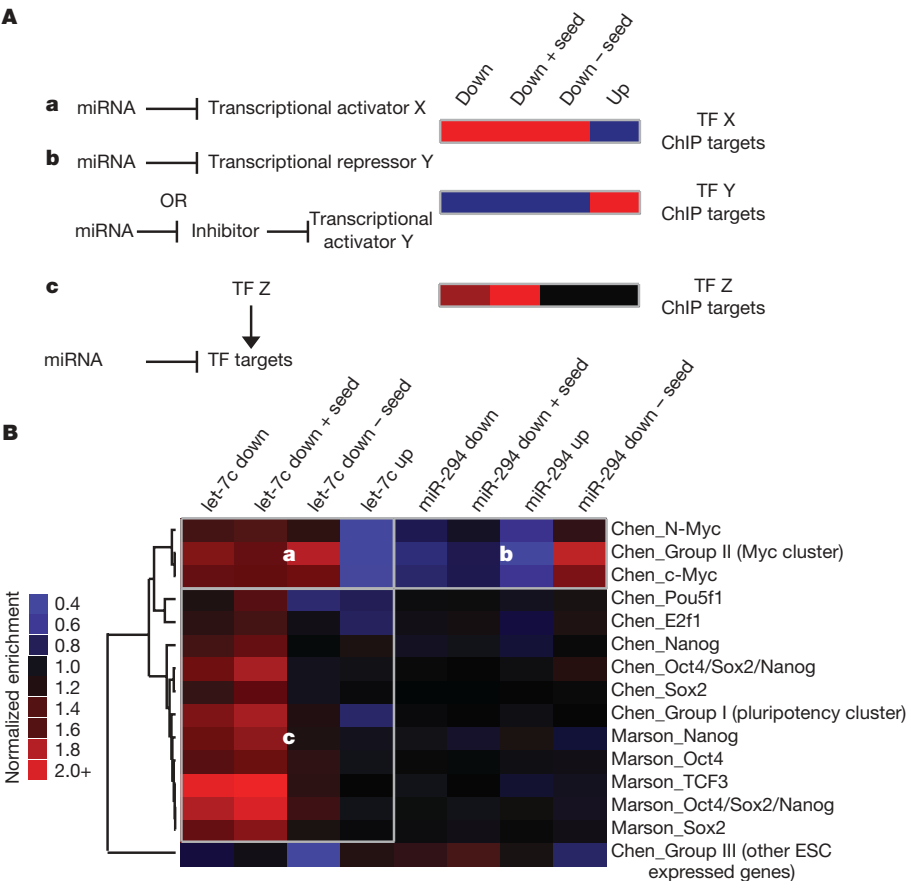 A
Down
Down + seed
Down – seed
Up
a
miRNA
Transcriptional activator X
TF X
ChIP targets
b
miRNA
Transcriptional repressor Y
OR
miRNA
Inhibitor
Transcriptional
activator Y
TF Y
ChIP targets
c
TF Z
miRNA
TF targets
TF Z
ChIP targets
B
let-7c down
let-7c down + seed
let-7c down – seed
let-7c up
miR-294 down
miR-294 down + seed
miR-294 up
miR-294 down – seed
a
b
c
Chen_N-Myc
Chen_Group II (Myc cluster)
Chen_c-Myc
Chen_Pou5f1
Chen_E2f1
Chen_Nanog
Chen_Oct4/Sox2/Nanog
Chen_Sox2
Chen_Group I (pluripotency cluster)
Marson_Nanog
Marson_Oct4
Marson_TCF3
Marson_Oct4/Sox2/Nanog
Marson_Sox2
Chen_Group III (other ESC
expressed genes)
Normalized enrichment
0.4
0.6
0.8
1.0
1.2
1.4
1.6
1.8
2.0+